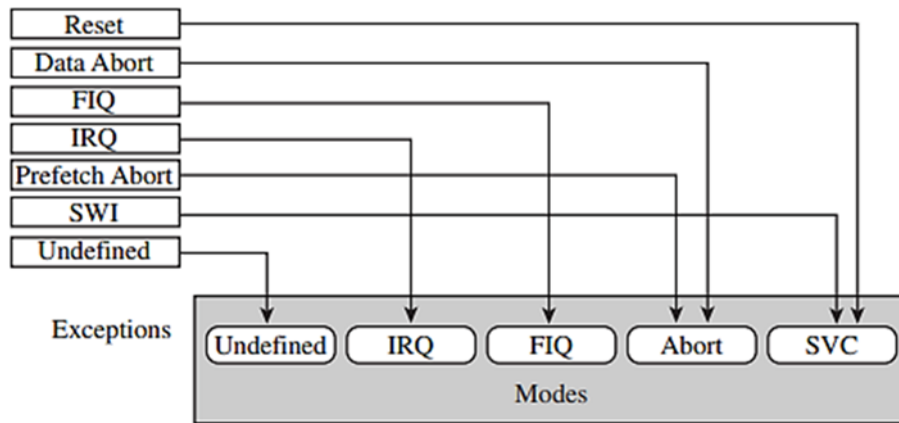 Reset
Data Abort
FIQ
IRQ
Prefetch Abort
SWI
Undefined
Exceptions
Undefined
IRQ
FIQ
Abort
SVC
Modes